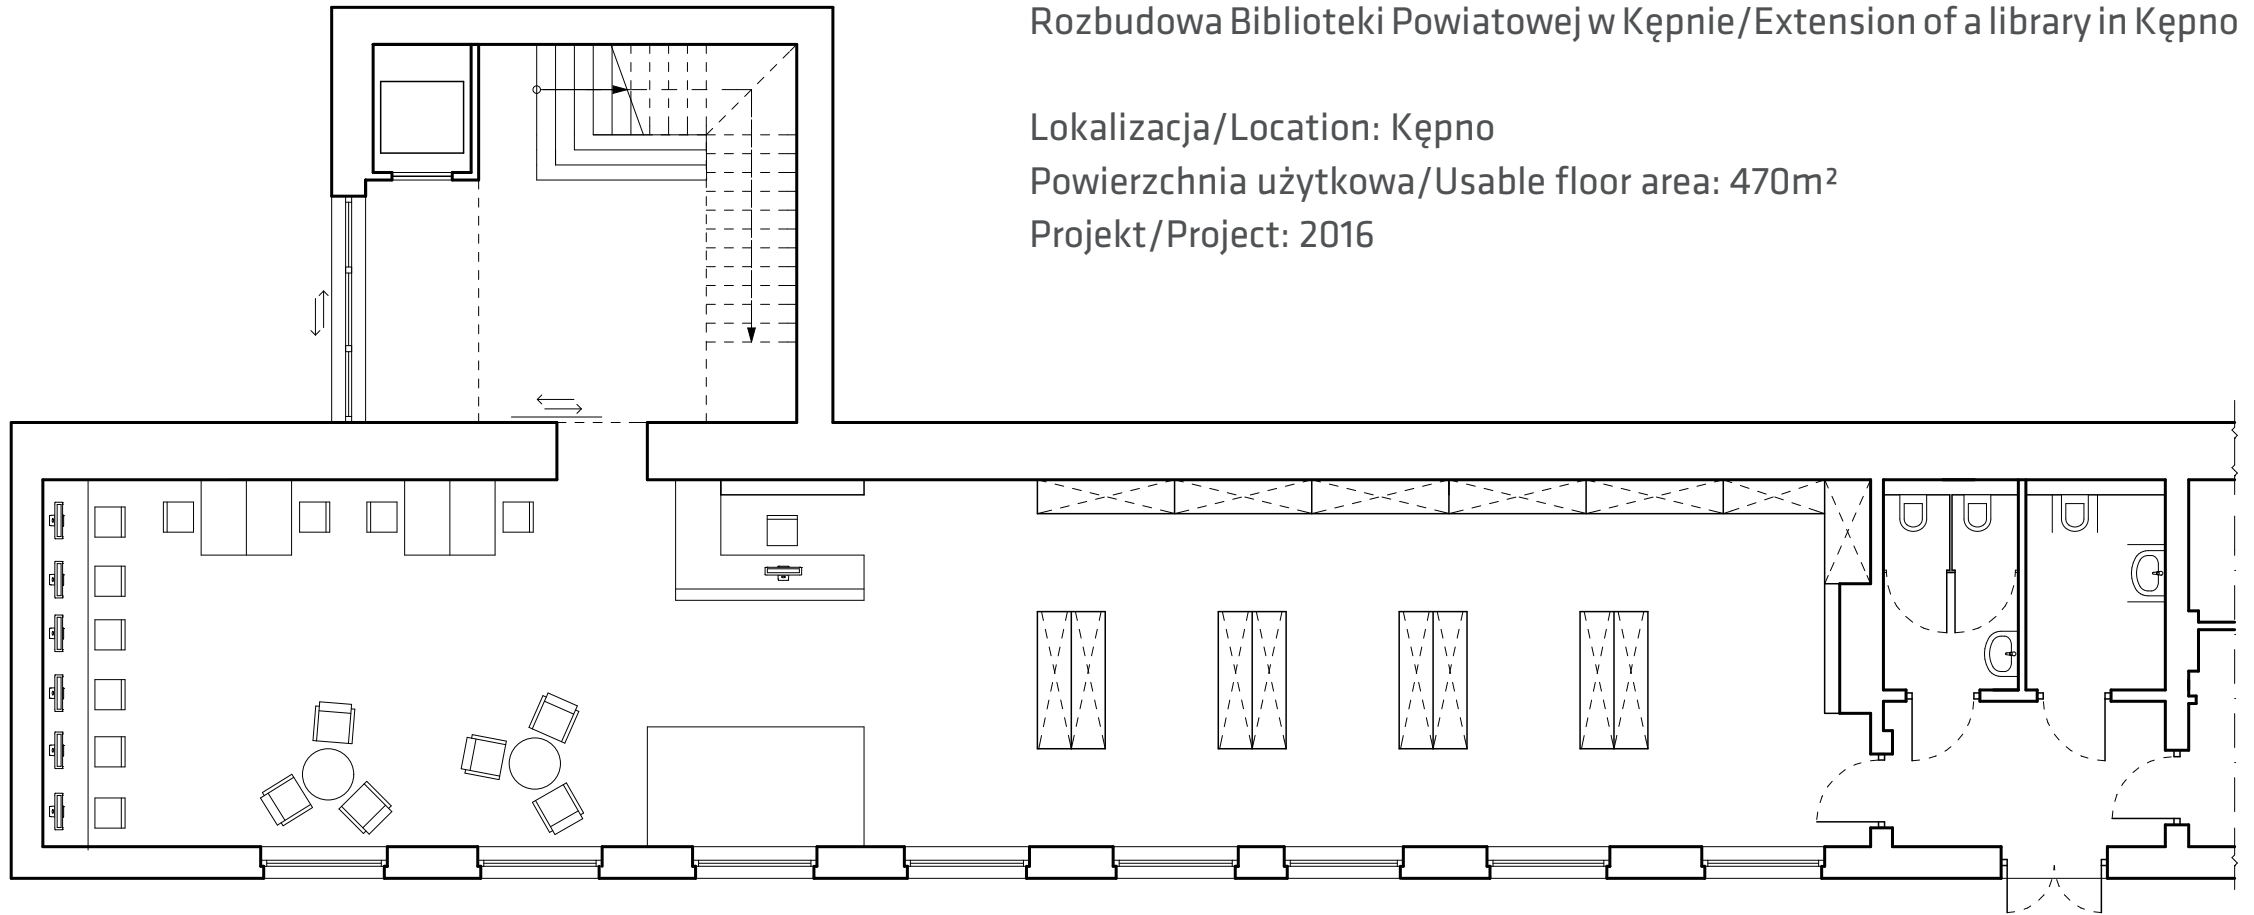 Rozbudowa Biblioteki Powiatowej w Kępnie/Extension of a library in Kępno
Lokalizacja/Location: Kępno
Powierzchnia użytkowa/Usable floor area: 470m²
Projekt/Project: 2016